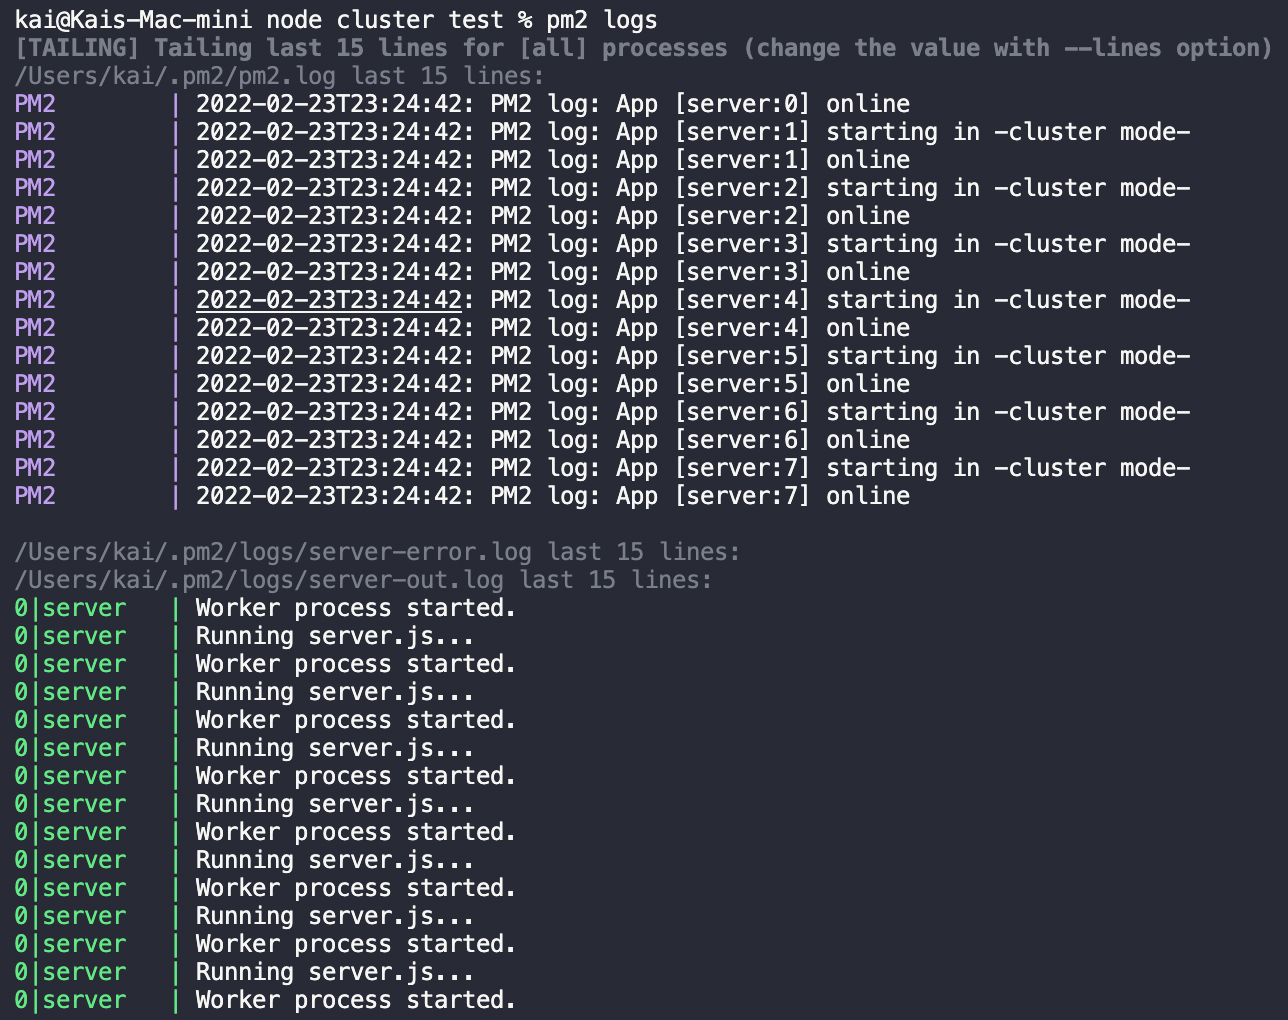 kai@Kais-Mac-mini node cluster test % pm2 logs
[TAILING] Tailing last 15 lines for [all] processes (change the value with --lines option)
/Users/kai/.pm2/pm2.log last 15 lines:
PM2        | 2022-02-23T23:24:42: PM2 log: App [server:0] online
PM2        | 2022-02-23T23:24:42: PM2 log: App [server:1] starting in -cluster mode-
PM2        | 2022-02-23T23:24:42: PM2 log: App [server:1] online
PM2        | 2022-02-23T23:24:42: PM2 log: App [server:2] starting in -cluster mode-
PM2        | 2022-02-23T23:24:42: PM2 log: App [server:2] online
PM2        | 2022-02-23T23:24:42: PM2 log: App [server:3] starting in -cluster mode-
PM2        | 2022-02-23T23:24:42: PM2 log: App [server:3] online
PM2        | 2022-02-23T23:24:42: PM2 log: App [server:4] starting in -cluster mode-
PM2        | 2022-02-23T23:24:42: PM2 log: App [server:4] online
PM2        | 2022-02-23T23:24:42: PM2 log: App [server:5] starting in -cluster mode-
PM2        | 2022-02-23T23:24:42: PM2 log: App [server:5] online
PM2        | 2022-02-23T23:24:42: PM2 log: App [server:6] starting in -cluster mode-
PM2        | 2022-02-23T23:24:42: PM2 log: App [server:6] online
PM2        | 2022-02-23T23:24:42: PM2 log: App [server:7] starting in -cluster mode-
PM2        | 2022-02-23T23:24:42: PM2 log: App [server:7] online

/Users/kai/.pm2/logs/server-error.log last 15 lines:
/Users/kai/.pm2/logs/server-out.log last 15 lines:
0|server   | Worker process started.
0|server   | Running server.js...
0|server   | Worker process started.
0|server   | Running server.js...
0|server   | Worker process started.
0|server   | Running server.js...
0|server   | Worker process started.
0|server   | Running server.js...
0|server   | Worker process started.
0|server   | Running server.js...
0|server   | Worker process started.
0|server   | Running server.js...
0|server   | Worker process started.
0|server   | Running server.js...
0|server   | Worker process started.